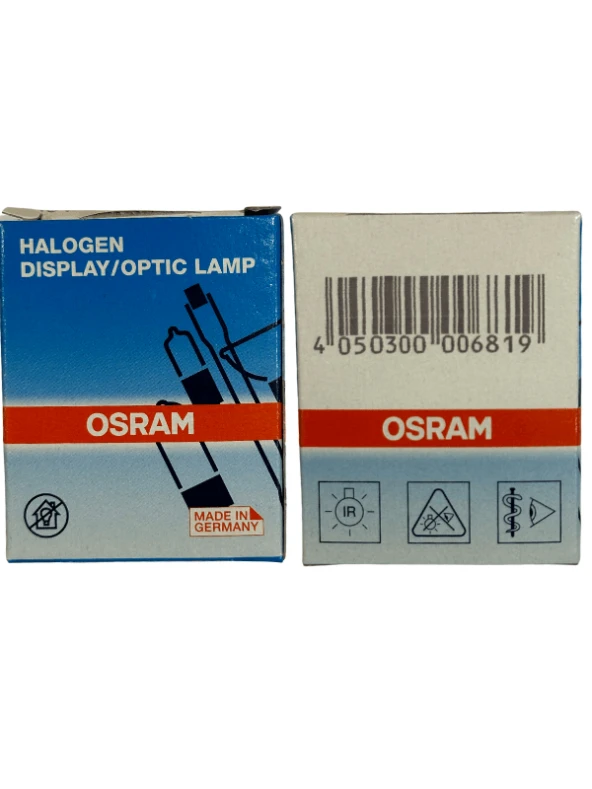 HALOGEN
DISPLAY/OPTIC LAMP
OSRAM
MADE IN
GERMANY
4 050300 006819
OSRAM
IR